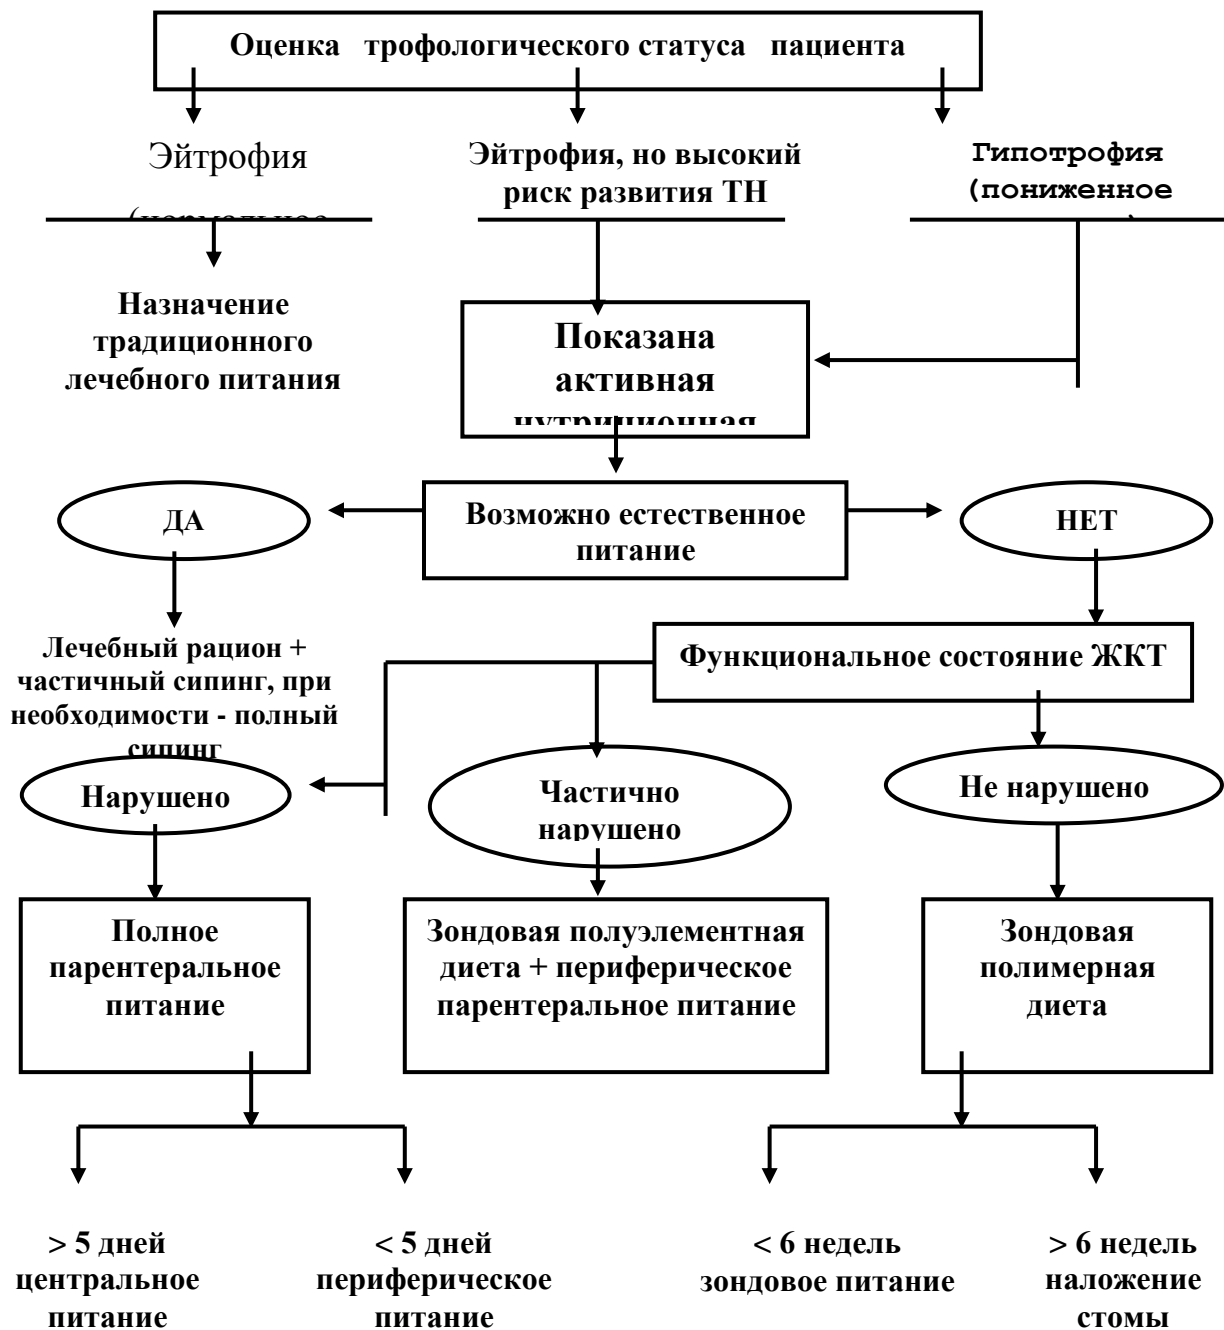 Оценка трофологического статуса пациента
Эйтрофия
Эйтрофия, но высокий
риск развития ТН
Гипотрофия
(пониженное
Назначение
традиционного
лечебного питания
Показана
активная
нутриционная
Возможно естественное
питание
ДА
НЕТ
Лечебный рацион +
частичный сипинг, при
необходимости - полный
сипинг
Функциональное состояние ЖКТ
Нарушено
Частично
нарушено
Не нарушено
Полное
парентеральное
питание
Зондовая полуэлементная
диета + периферическое
парентеральное питание
Зондовая
полимерная
диета
> 5 дней
центральное
питание
< 5 дней
периферическое
питание
< 6 недель
зондовое питание
> 6 недель
наложение
стомы